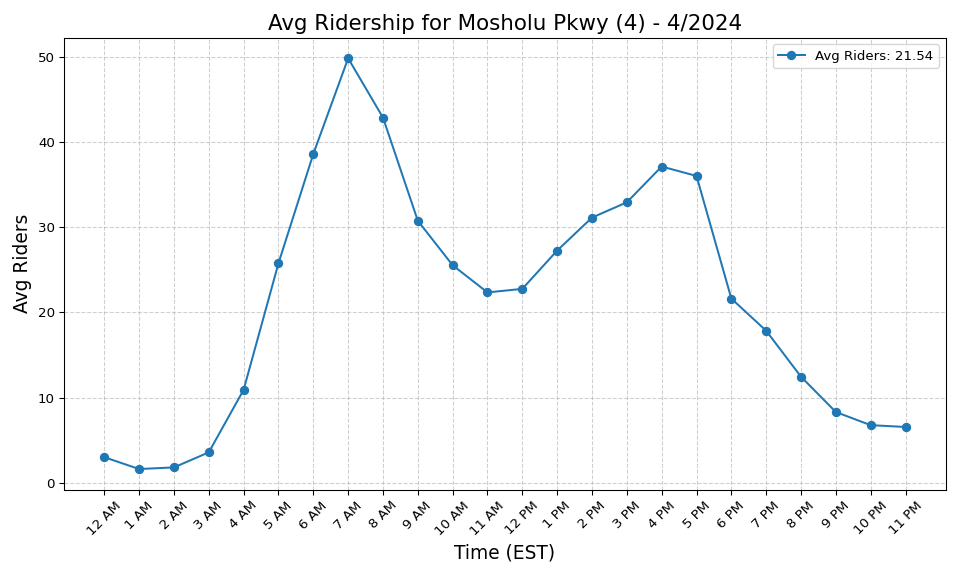 Avg Ridership for Mosholu Pkwy (4) - 4/2024
Avg Riders: 21.54
Avg Riders
50
40
30
20
10
0
12 AM
1 AM
2 AM
3 AM
4 AM
5 AM
6 AM
7 AM
8 AM
9 AM
10 AM
11 AM
12 PM
1 PM
2 PM
3 PM
4 PM
5 PM
6 PM
7 PM
8 PM
9 PM
10 PM
11 PM
Time (EST)